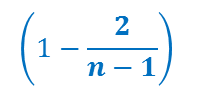 (1 − 2/(n − 1))